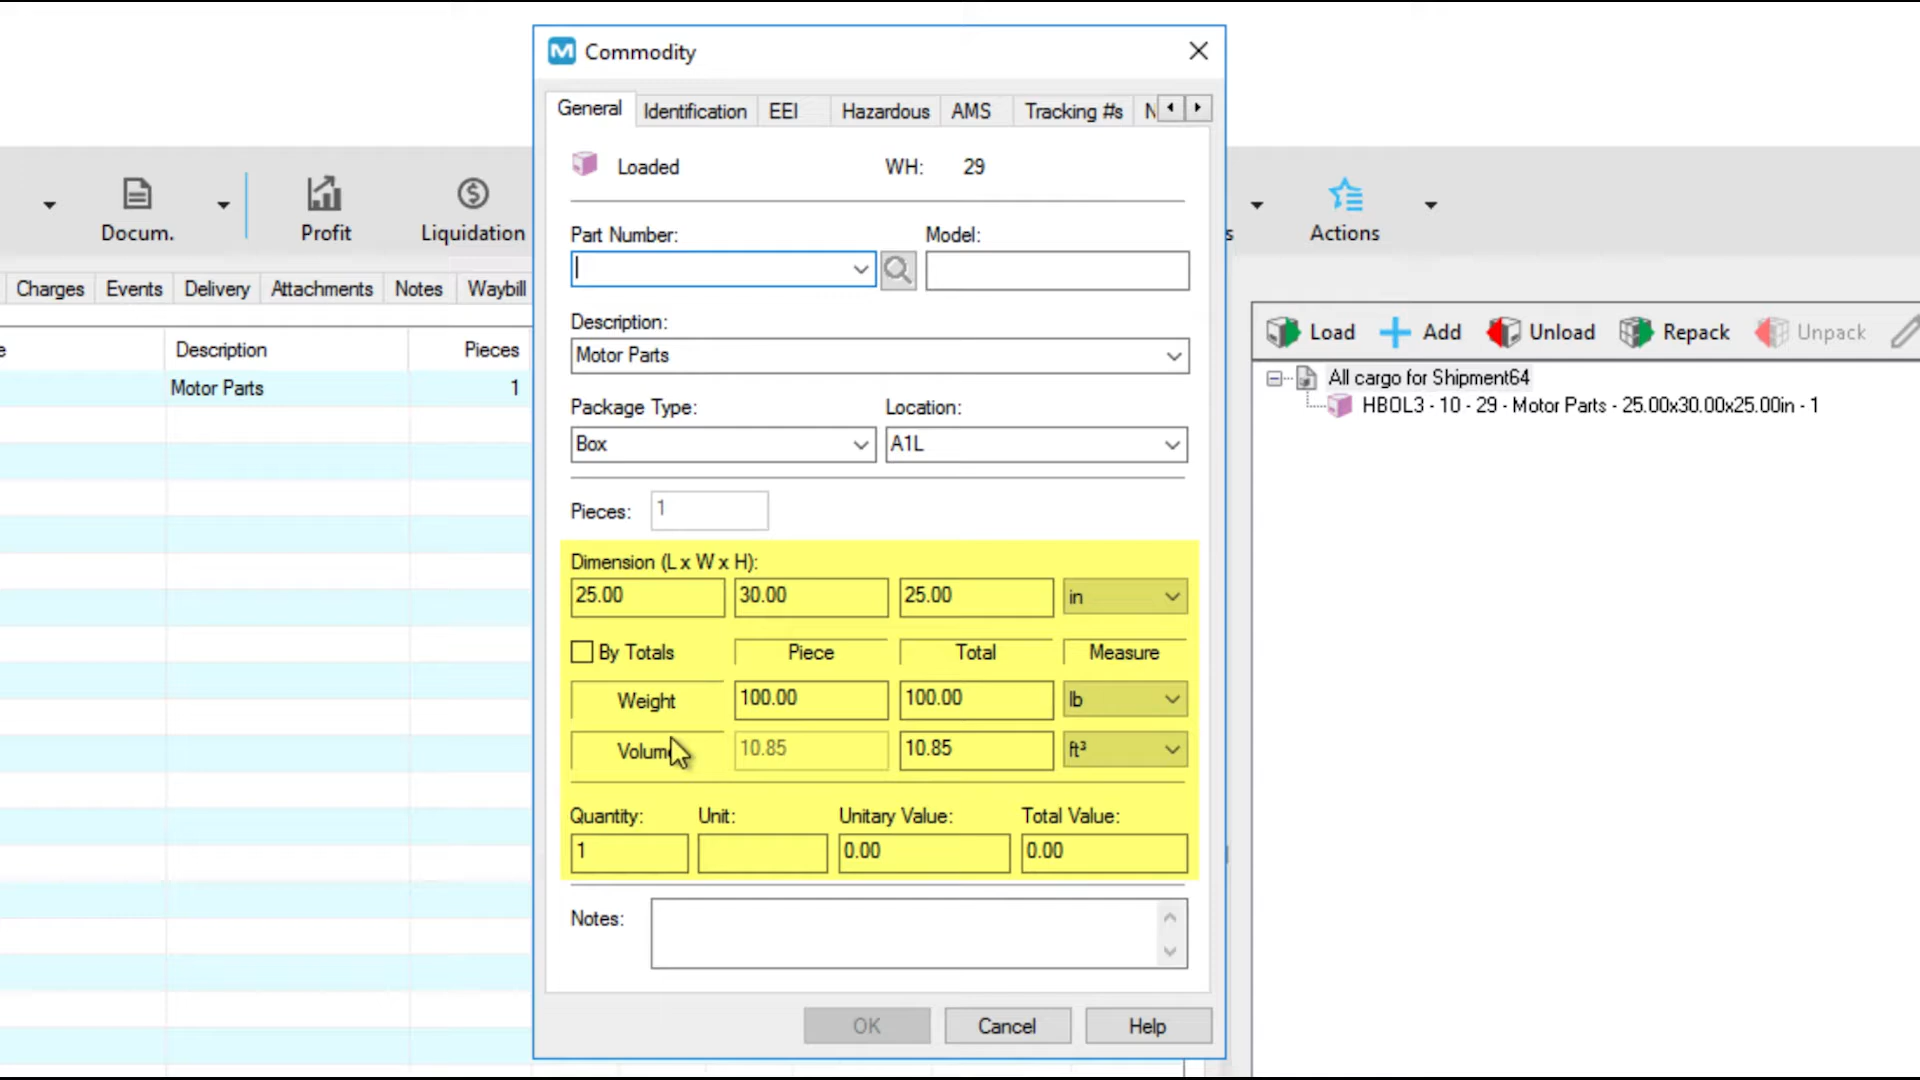 M Commodity
General Identification EEI Hazardous AMS Tracking #s N
Loaded WH: 29
Docum. Profit Liquidation s Actions
Part Number: Model:
Charges Events Delivery Attachments Notes Waybill
Description:
Motor Parts
Load Add Unload Repack Unpack
e Description Pieces
Motor Parts 1
All cargo for Shipment64
HBOL3 - 10 - 29 - Motor Parts - 25.00x30.00x25.00in - 1
Package Type: Location:
Box A1L
Pieces: 1
Dimension (L x W x H):
25.00 30.00 25.00 in
By Totals Piece Total Measure
Weight 100.00 100.00 lb
Volum 10.85 10.85 ft³
Quantity: Unit: Unitary Value: Total Value:
1 0.00 0.00
Notes:
OK Cancel Help